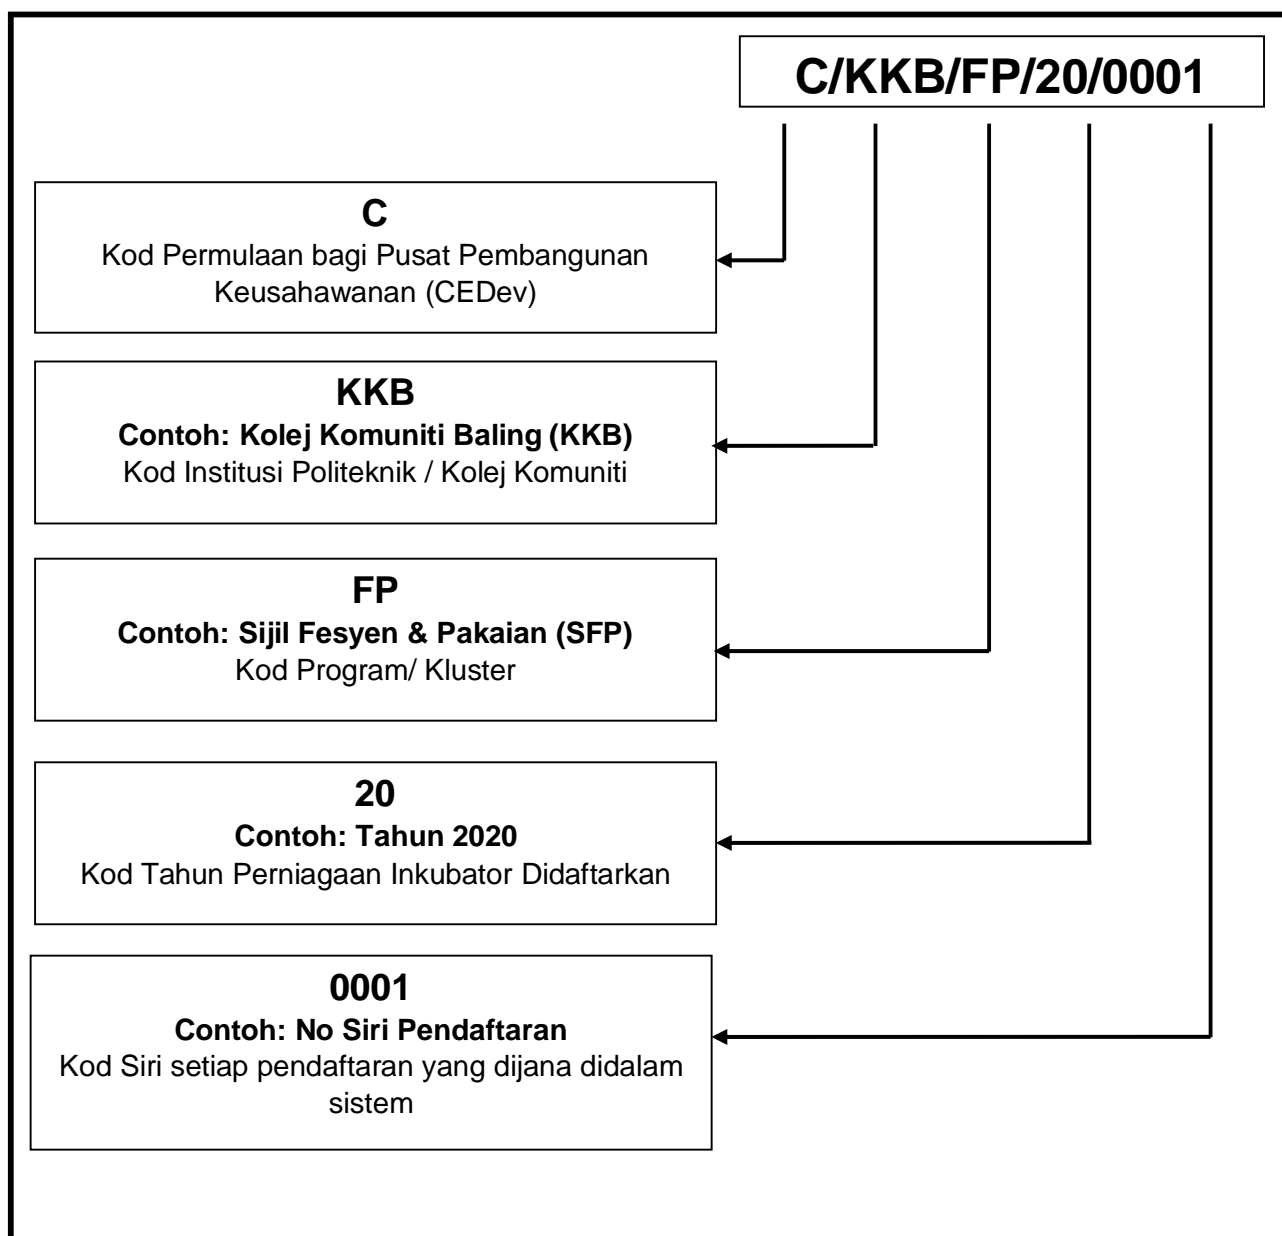 C/KKB/FP/20/0001
C
Kod Permulaan bagi Pusat Pembangunan
Keusahawanan (CEDev)
KKB
Contoh: Kolej Komuniti Baling (KKB)
Kod Institusi Politeknik / Kolej Komuniti
FP
Contoh: Sijil Fesyen & Pakaian (SFP)
Kod Program/ Kluster
20
Contoh: Tahun 2020
Kod Tahun Perniagaan Inkubator Didaftarkan
0001
Contoh: No Siri Pendaftaran
Kod Siri setiap pendaftaran yang dijana didalam
sistem